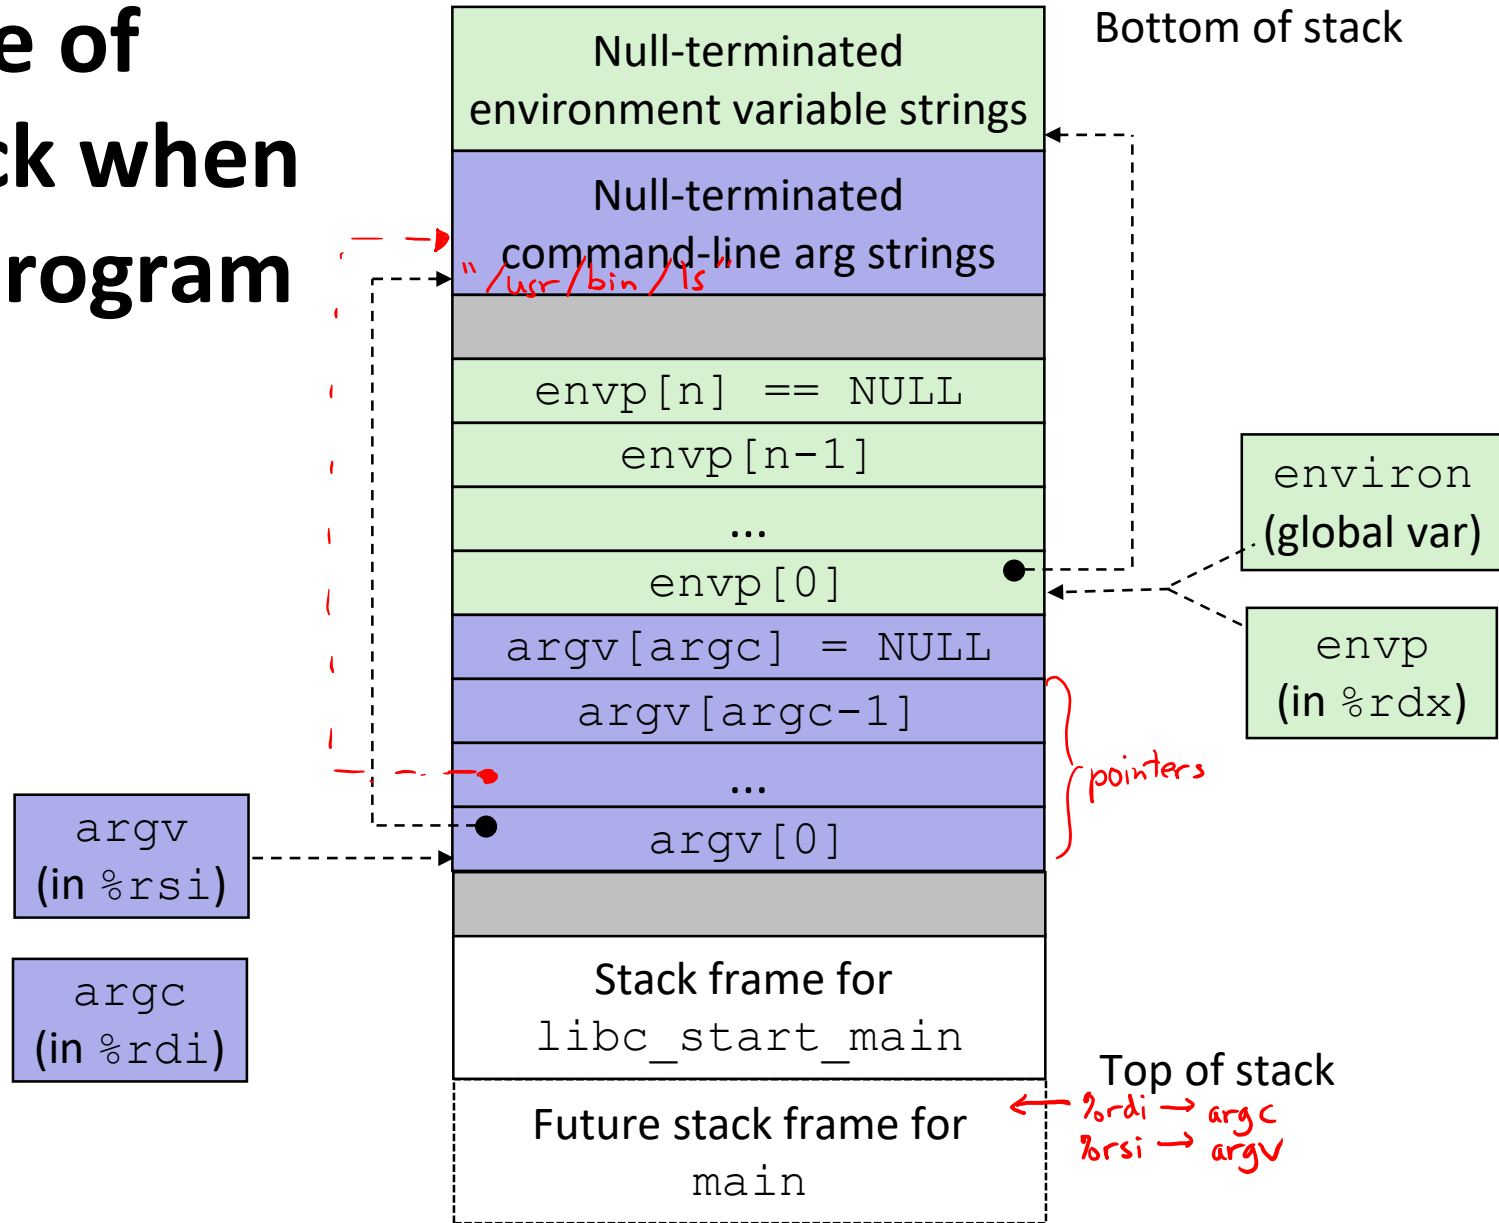 e of
ck when
rogram
Bottom of stack
Null-terminated
environment variable strings
Null-terminated
command-line arg strings
"/usr/bin/ls"
envp[n] == NULL
envp[n-1]
...
envp[0]
argv[argc] = NULL
argv[argc-1]
...
argv[0]
pointers
environ
(global var)
envp
(in %rdx)
argv
(in %rsi)
argc
(in %rdi)
Stack frame for
libc_start_main
Top of stack
%rdi → argc
%rsi → argv
Future stack frame for
main